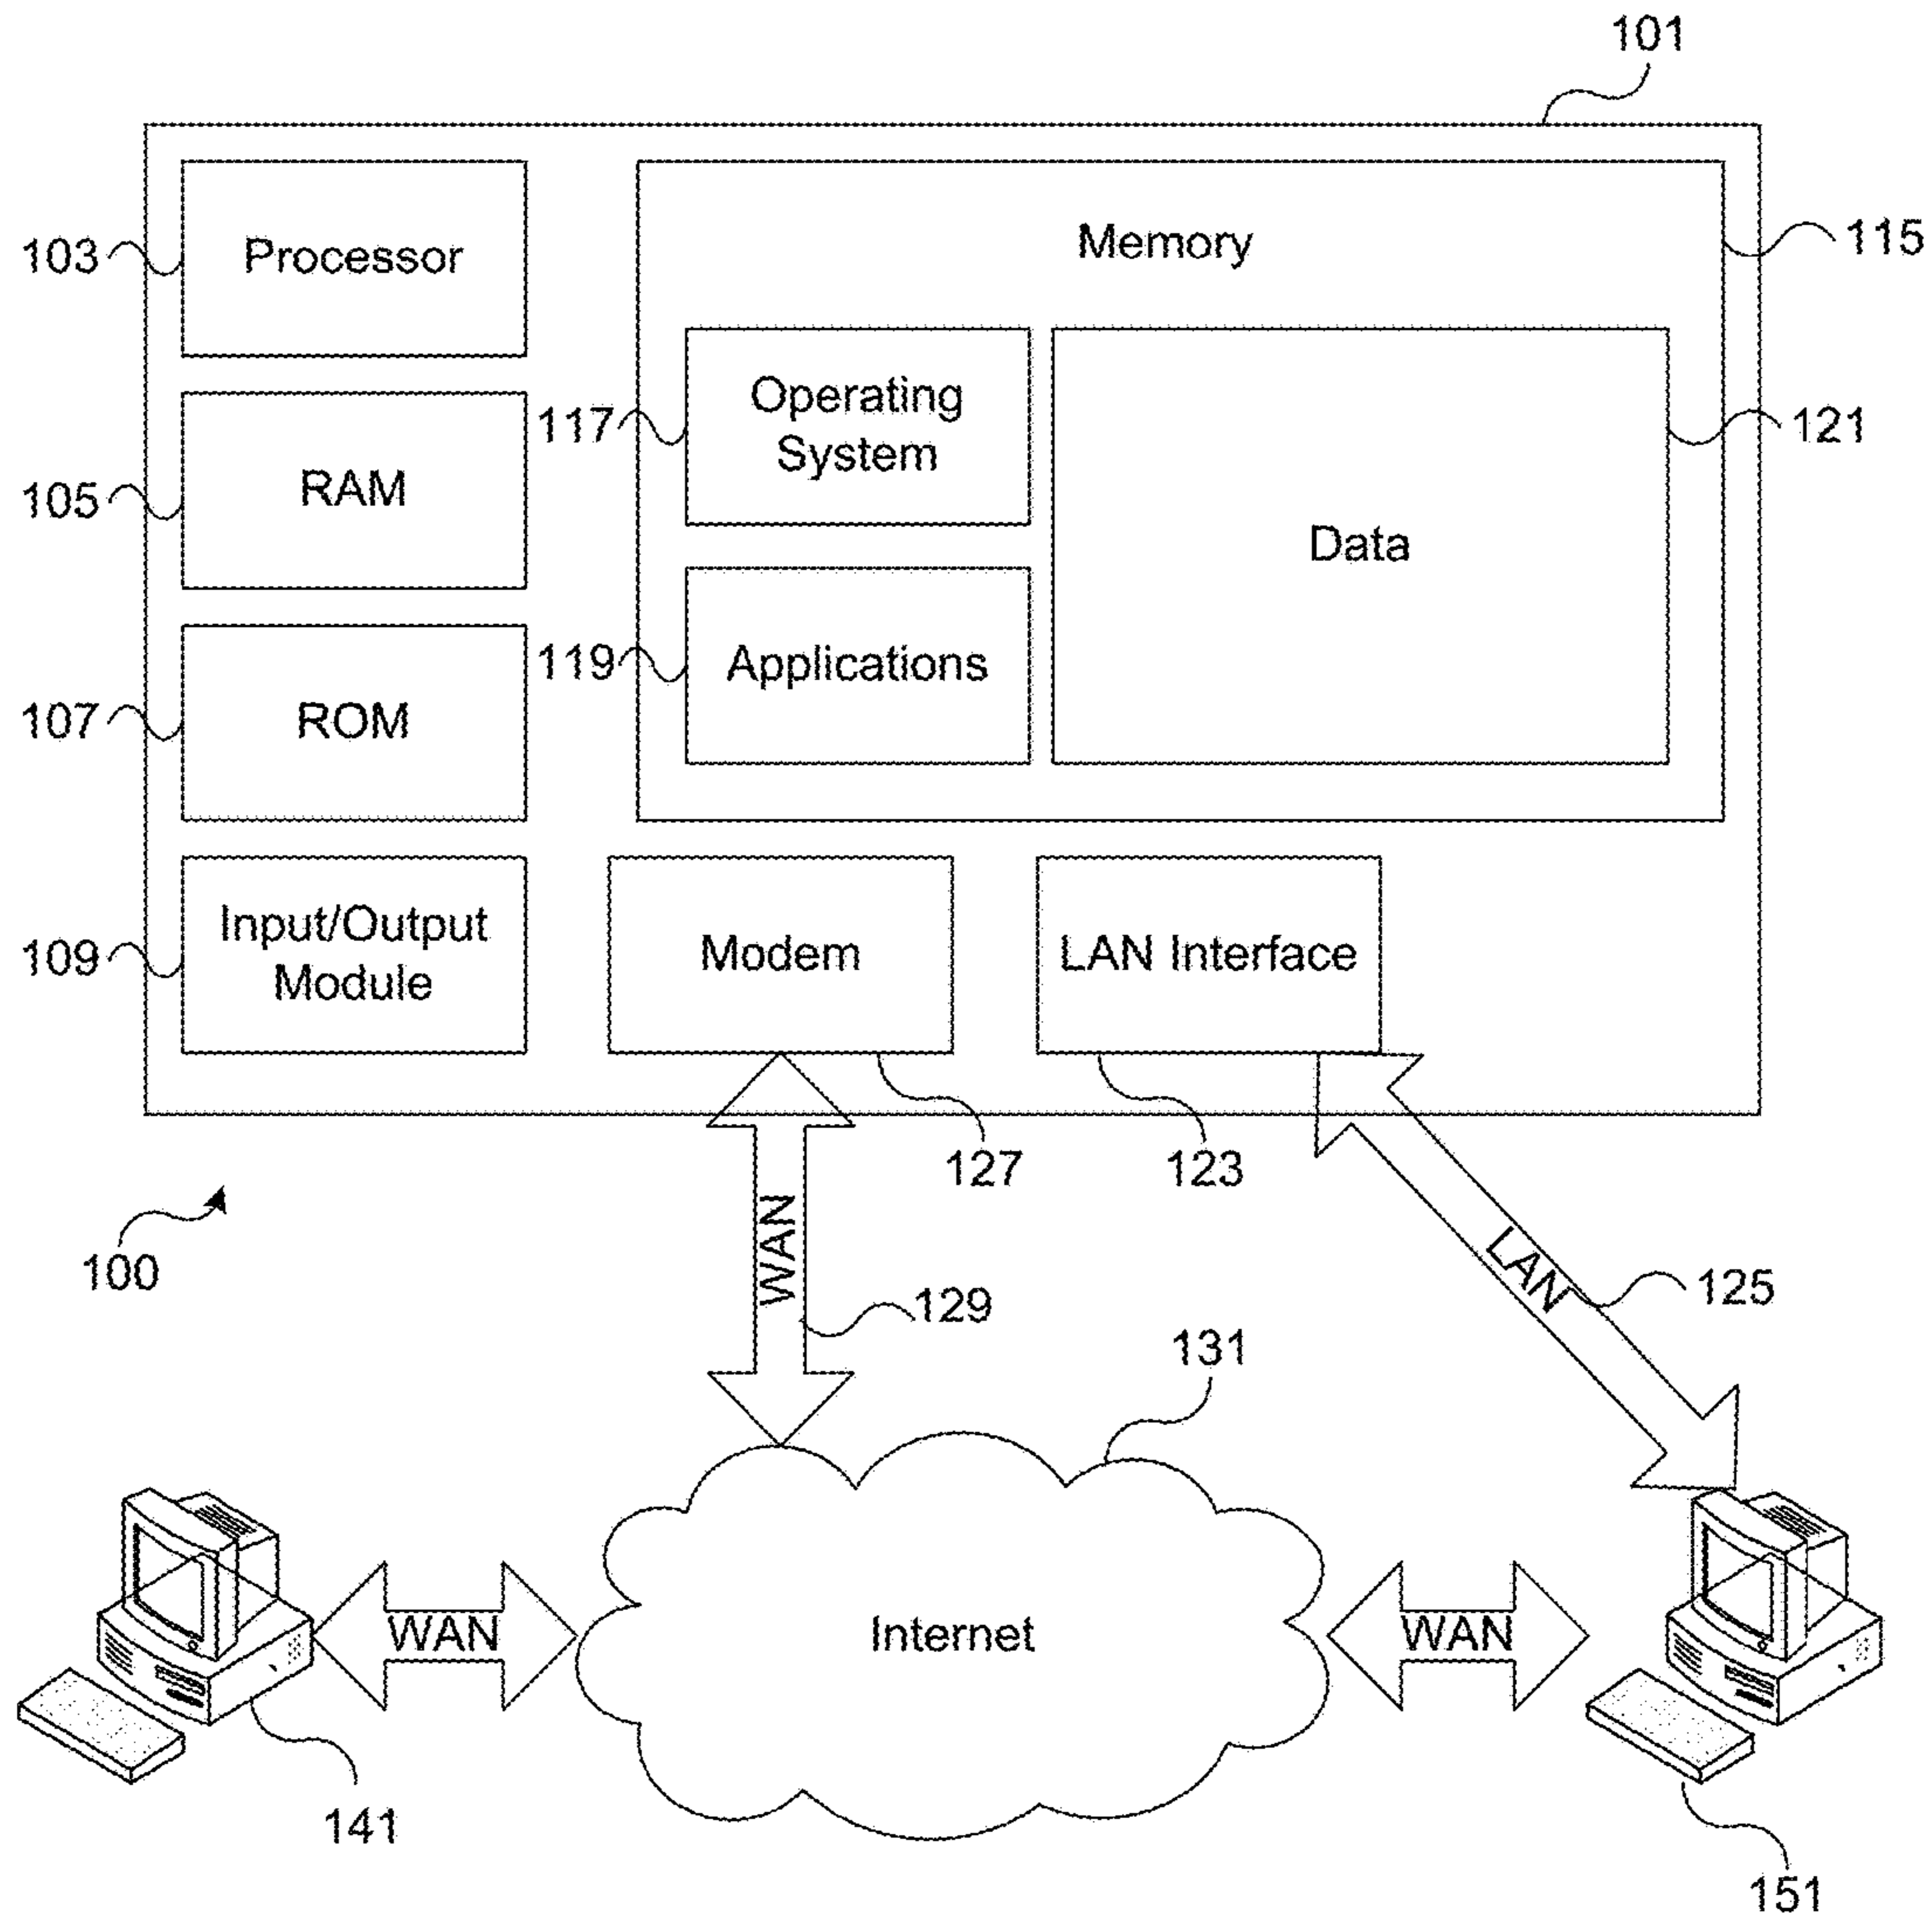 101
Processor
103
Memory
115
Operating
System
117
121
RAM
105
Data
Applications
119
ROM
107
Input/Output
Module
109
Modem
LAN Interface
127
123
100
WAN
129
LAN
125
131
WAN
Internet
WAN
141
151